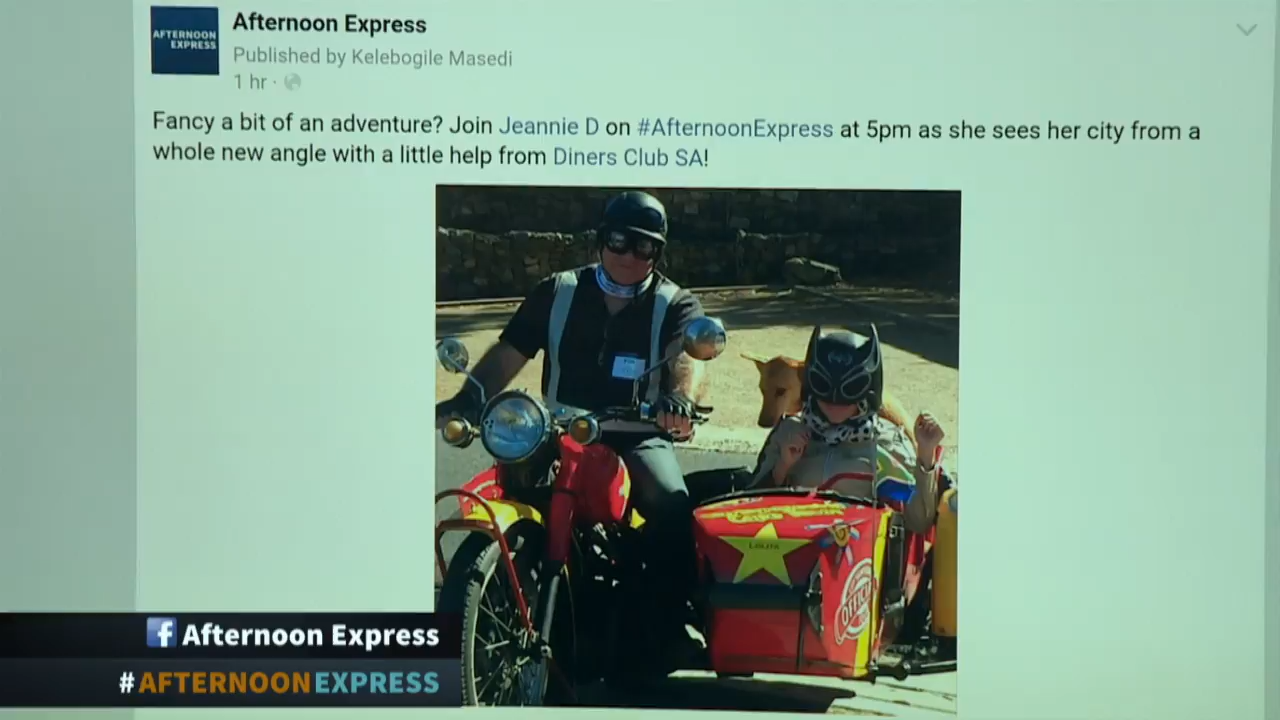 AFTERNOON
EXPRESS
Afternoon Express
Published by Kelebogile Masedi
1 hr ·
Fancy a bit of an adventure? Join Jeannie D on #AfternoonExpress at 5pm as she sees her city from a
whole new angle with a little help from Diners Club SA!
LOLITA
OFFICIAL
f Afternoon Express
#AFTERNOONEXPRESS